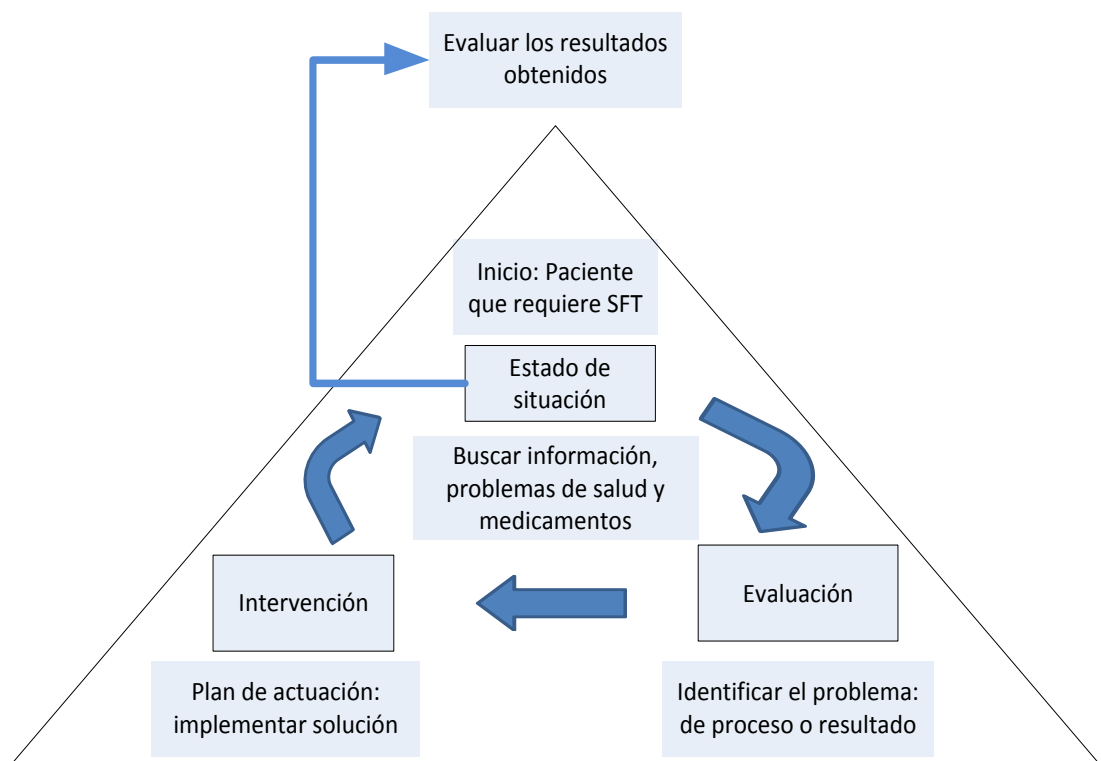 Evaluar los resultados
obtenidos
Inicio: Paciente
que requiere SFT
Estado de
situación
Buscar información,
problemas de salud y
medicamentos
Intervención
Evaluación
Plan de actuación:
implementar solución
Identificar el problema:
de proceso o resultado